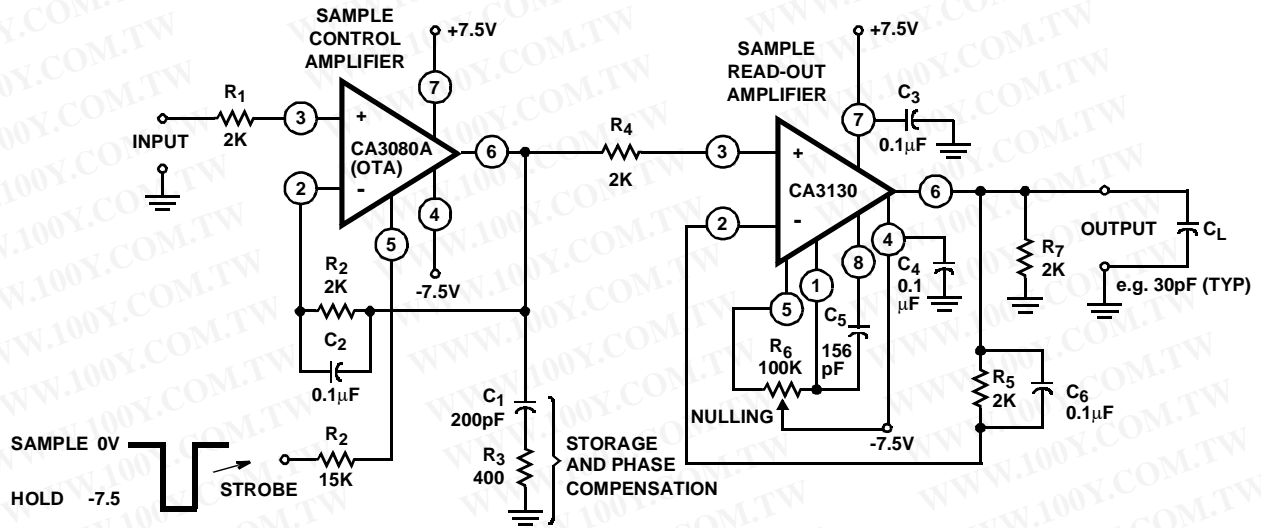 SAMPLE
CONTROL
AMPLIFIER
+7.5V
7
R1
2K
INPUT
3
+
CA3080A
(OTA)
-
2
6
4
5
-7.5V
R2
2K
C2
0.1μF
SAMPLE 0V
HOLD -7.5
STROBE
R2
15K
C1
200pF
R3
400
STORAGE
AND PHASE
COMPENSATION
R4
2K
SAMPLE
READ-OUT
AMPLIFIER
+7.5V
7
C3
0.1μF
3
+
CA3130
-
2
6
4
8
1
5
C4
0.1
μF
C5
156
pF
R6
100K
NULLING
-7.5V
R7
2K
OUTPUT
CL
e.g. 30pF (TYP)
R5
2K
C6
0.1μF
WWW.100Y.COM.TW